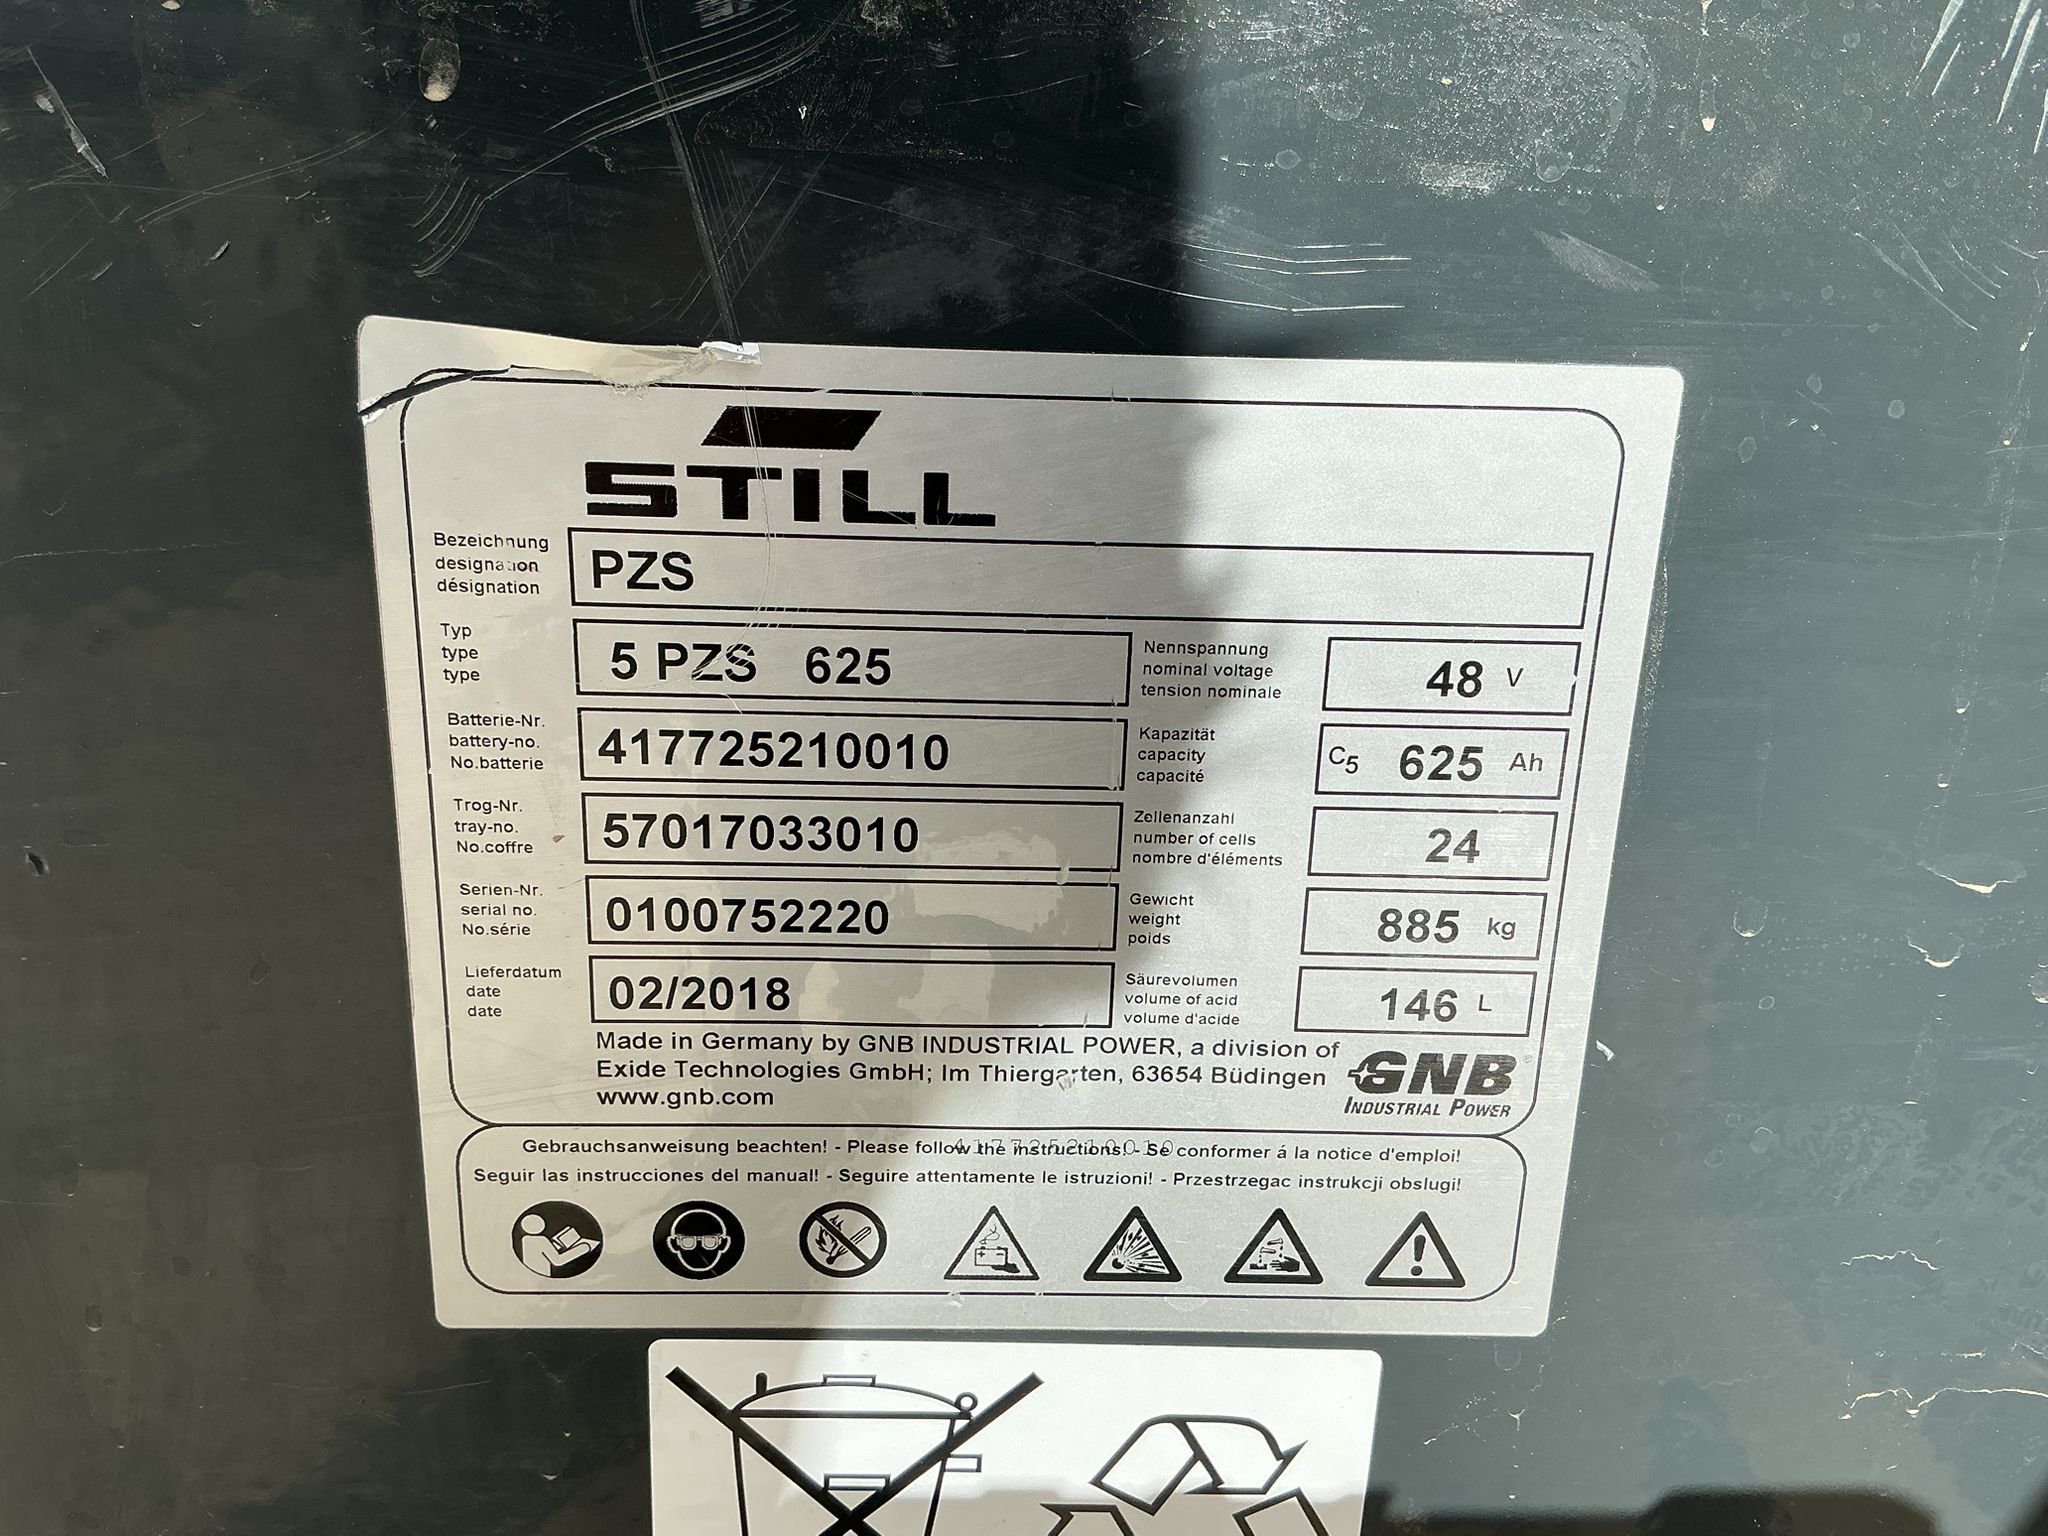 STILL
Bezeichnung
designation
désignation
PZS
Typ
type
type
5 PZS 625
Nennspannung
nominal voltage
tension nominale
48 V
Batterie-Nr.
battery-no.
No.batterie
417725210010
Kapazität
capacity
capacité
C5 625 Ah
Trog-Nr.
tray-no.
No.coffre
57017033010
Zellenanzahl
number of cells
nombre d'éléments
24
Serien-Nr.
serial no.
No.série
0100752220
Gewicht
weight
poids
885 kg
Lieferdatum
date
date
02/2018
Säurevolumen
volume of acid
volume d'acide
146 L
Made in Germany by GNB INDUSTRIAL POWER, a division of
Exide Technologies GmbH; Im Thiergarten, 63654 Büdingen
www.gnb.com
GNB®
INDUSTRIAL POWER
Gebrauchsanweisung beachten! - Please follow the instructions! - Se conformer á la notice d'emploi!
417725210010
Seguir las instrucciones del manual! - Seguire attentamente le istruzioni! - Przestrzegac instrukcji obslugi!